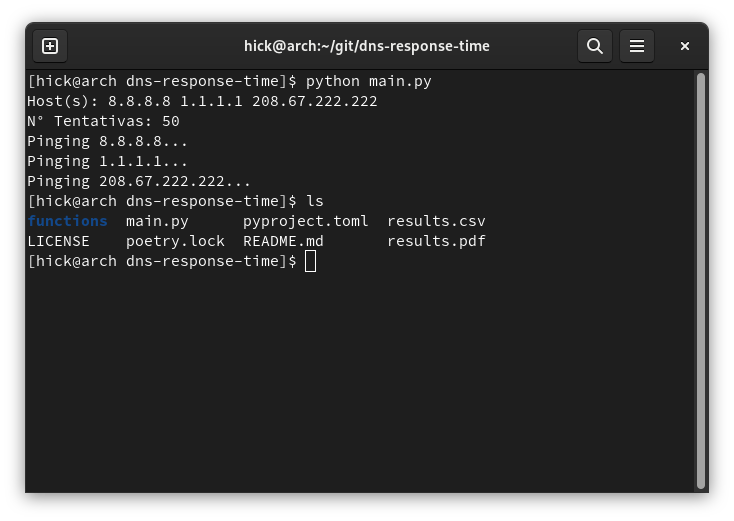 hick@arch:~/git/dns-response-time
[hick@arch dns-response-time]$ python main.py
Host(s): 8.8.8.8 1.1.1.1 208.67.222.222
N° Tentativas: 50
Pinging 8.8.8.8...
Pinging 1.1.1.1...
Pinging 208.67.222.222...
[hick@arch dns-response-time]$ ls
functions  main.py      pyproject.toml  results.csv
LICENSE    poetry.lock  README.md       results.pdf
[hick@arch dns-response-time]$